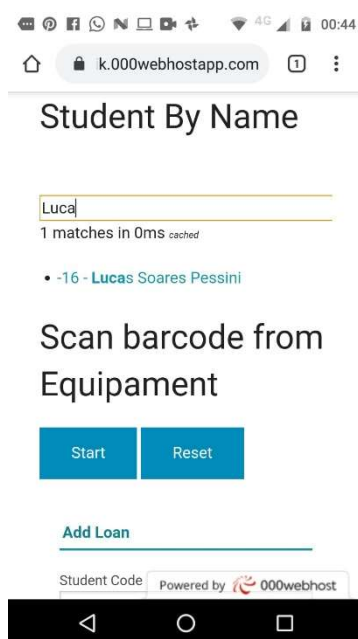 4G 00:44
k.000webhostapp.com 1
Student By Name
Luca
1 matches in 0ms cached
-16 - Lucas Soares Pessini
Scan barcode from
Equipament
Start Reset
Add Loan
Student Code
Powered by 000webhost